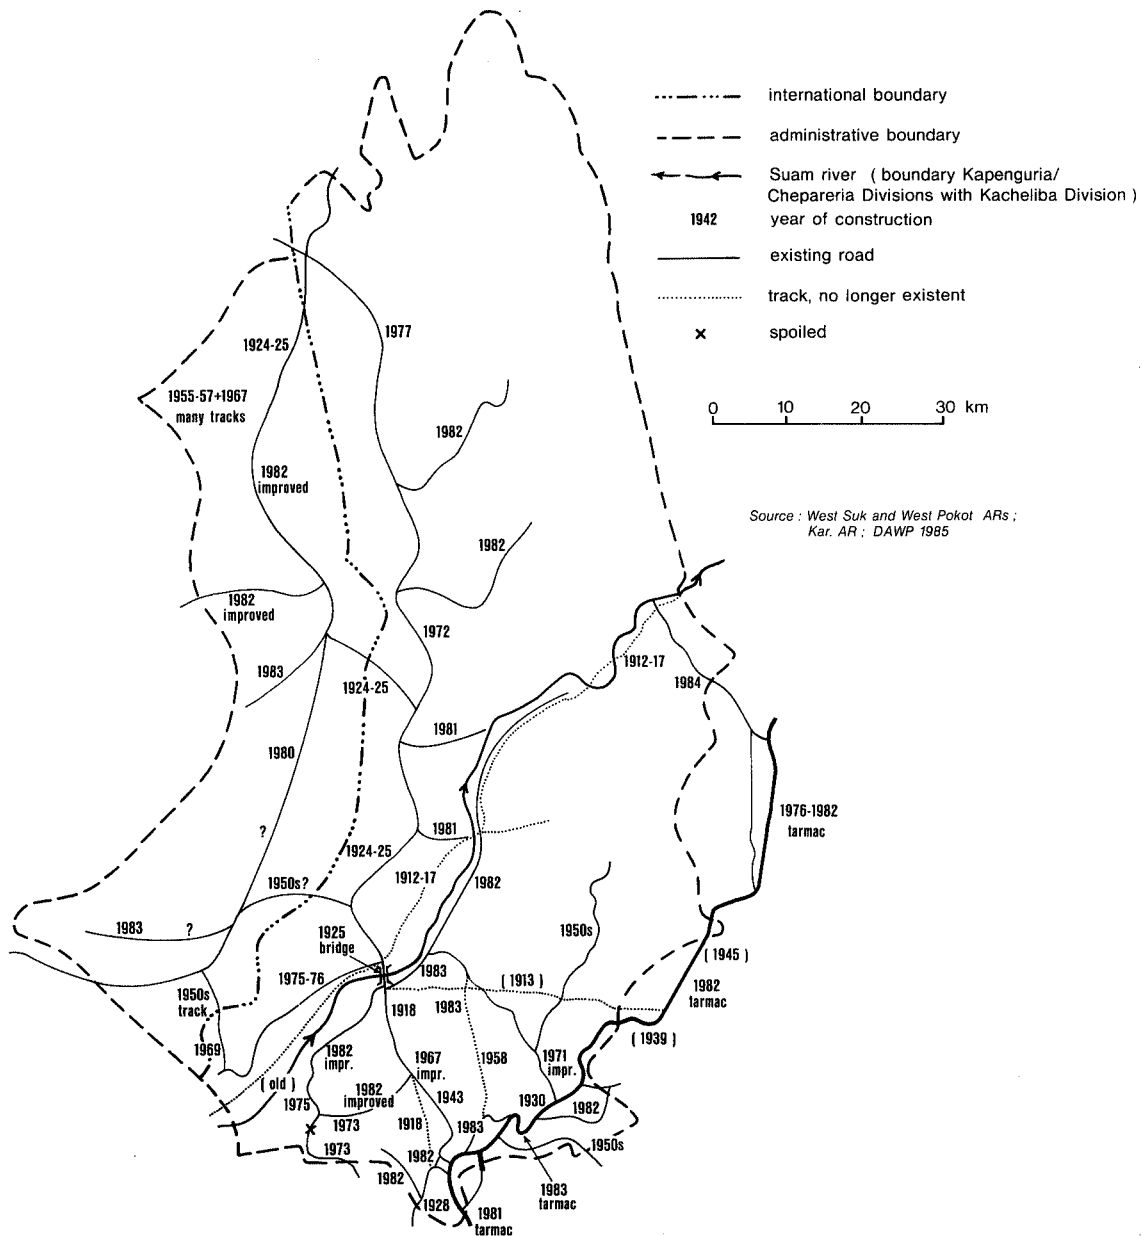 international boundary
administrative boundary
Suam river ( boundary Kapenguria/
Chepareria Divisions with Kacheliba Division )
1942 year of construction
existing road
track, no longer existent
x spoiled
0 10 20 30 km
Source : West Suk and West Pokot ARs ;
Kar. AR ; DAWP 1985
1977
1924-25
1955-57+1967
many tracks
1982
1982
improved
1982
1982
improved
1972
1912-17
1983
1924-25
1984
1981
1980
1976-1982
tarmac
?
1981
1924-25
1912-17
1950s?
1982
1983
?
1925
bridge
1950s
(1945)
1975-76
1983
(1913)
1982
tarmac
1950s
track
1918
1983
(1939)
1969
1982
impr.
1967
impr.
1958
1971
impr.
(old)
1975
1982
improved
1943
1930
1982
1973
1918
1983
1973
1950s
1982
1982
1928
1981
tarmac
1983
tarmac